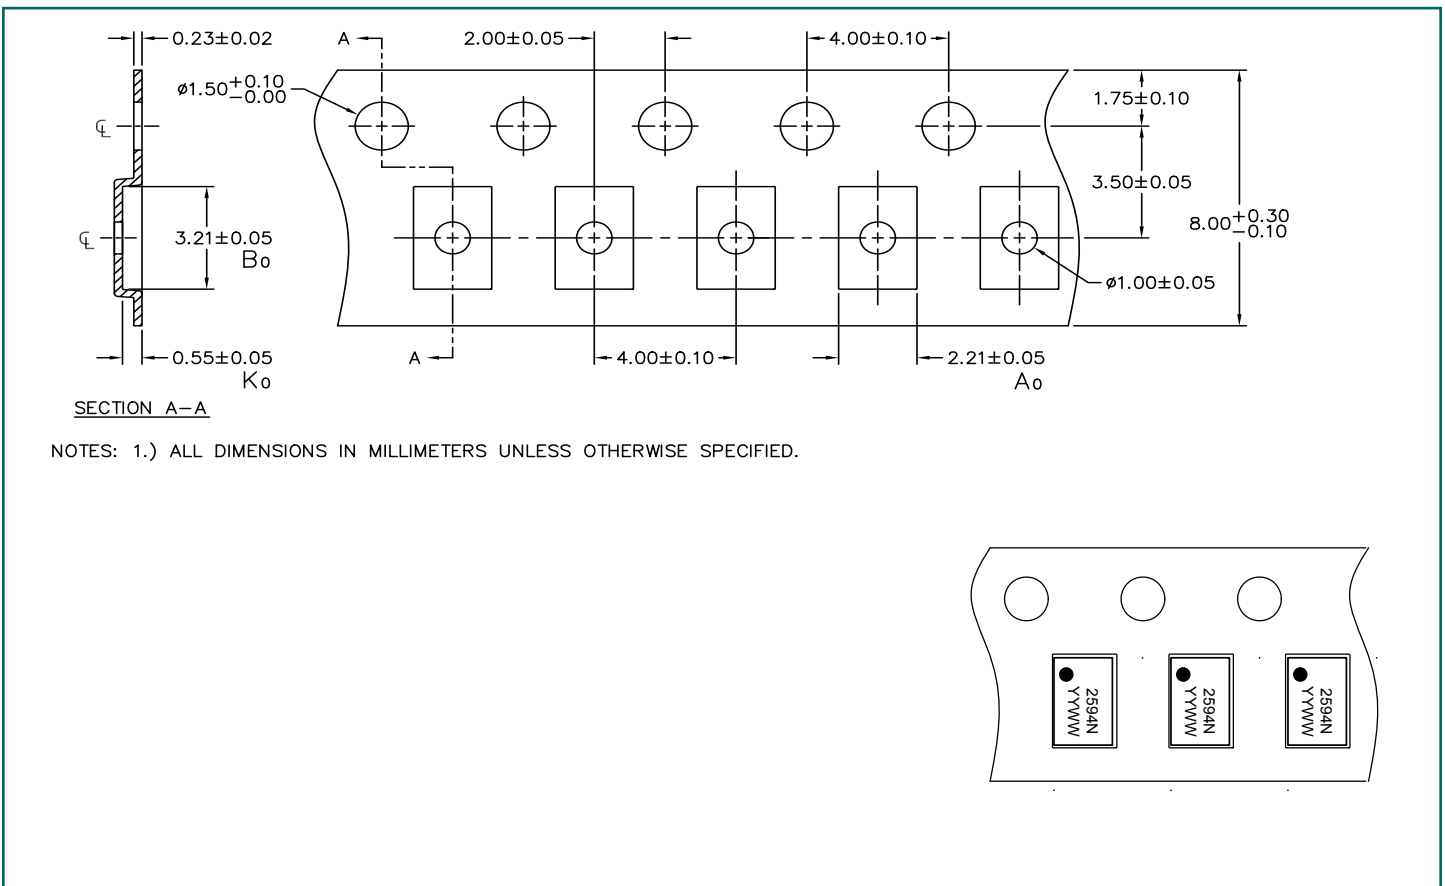 0.23±0.02
A
2.00±0.05
4.00±0.10
ø1.50+0.10
-0.00
1.75±0.10
℄
3.50±0.05
8.00+0.30
-0.10
℄
3.21±0.05
Bo
ø1.00±0.05
0.55±0.05
Ko
A
4.00±0.10
2.21±0.05
Ao
SECTION A-A
NOTES: 1.) ALL DIMENSIONS IN MILLIMETERS UNLESS OTHERWISE SPECIFIED.
2594N
YYWW
2594N
YYWW
2594N
YYWW